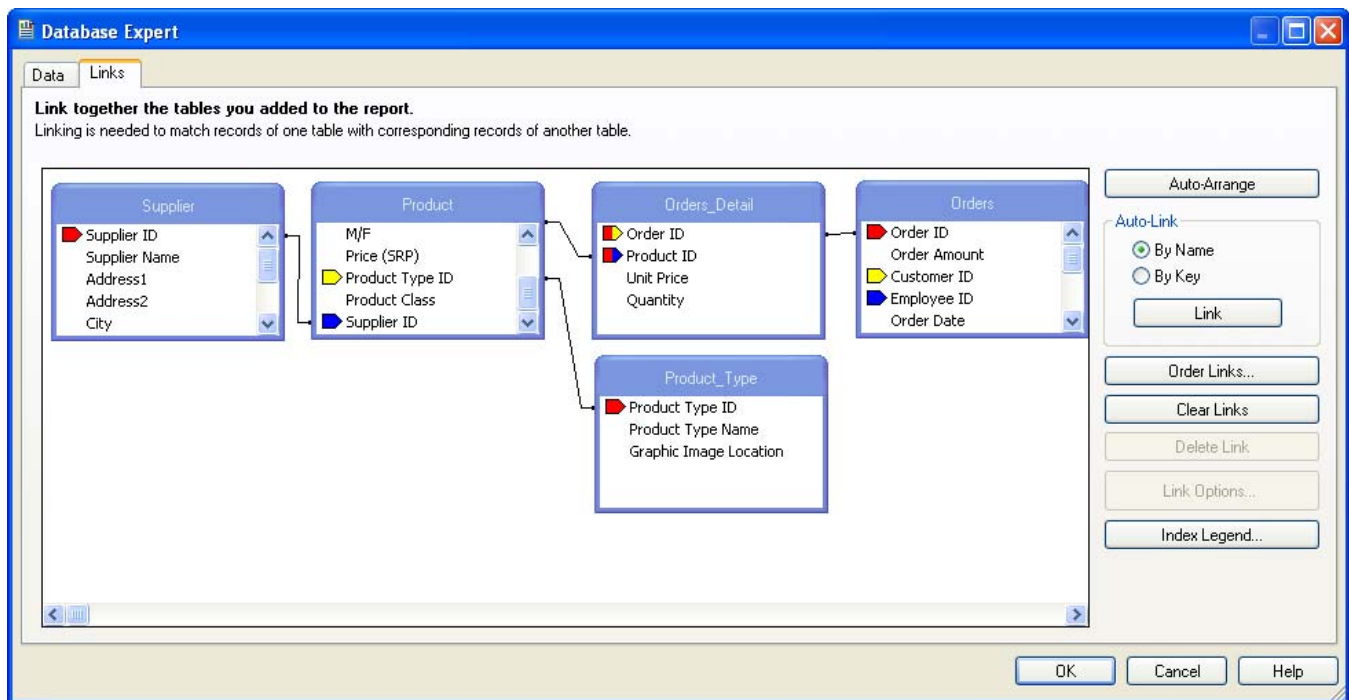 Database Expert
Data
Links
Link together the tables you added to the report.
Linking is needed to match records of one table with corresponding records of another table.
Supplier
Supplier ID
Supplier Name
Address1
Address2
City
Product
M/F
Price (SRP)
Product Type ID
Product Class
Supplier ID
Orders_Detail
Order ID
Product ID
Unit Price
Quantity
Orders
Order ID
Order Amount
Customer ID
Employee ID
Order Date
Product_Type
Product Type ID
Product Type Name
Graphic Image Location
Auto-Arrange
Auto-Link
By Name
By Key
Link
Order Links...
Clear Links
Delete Link
Link Options...
Index Legend...
OK
Cancel
Help